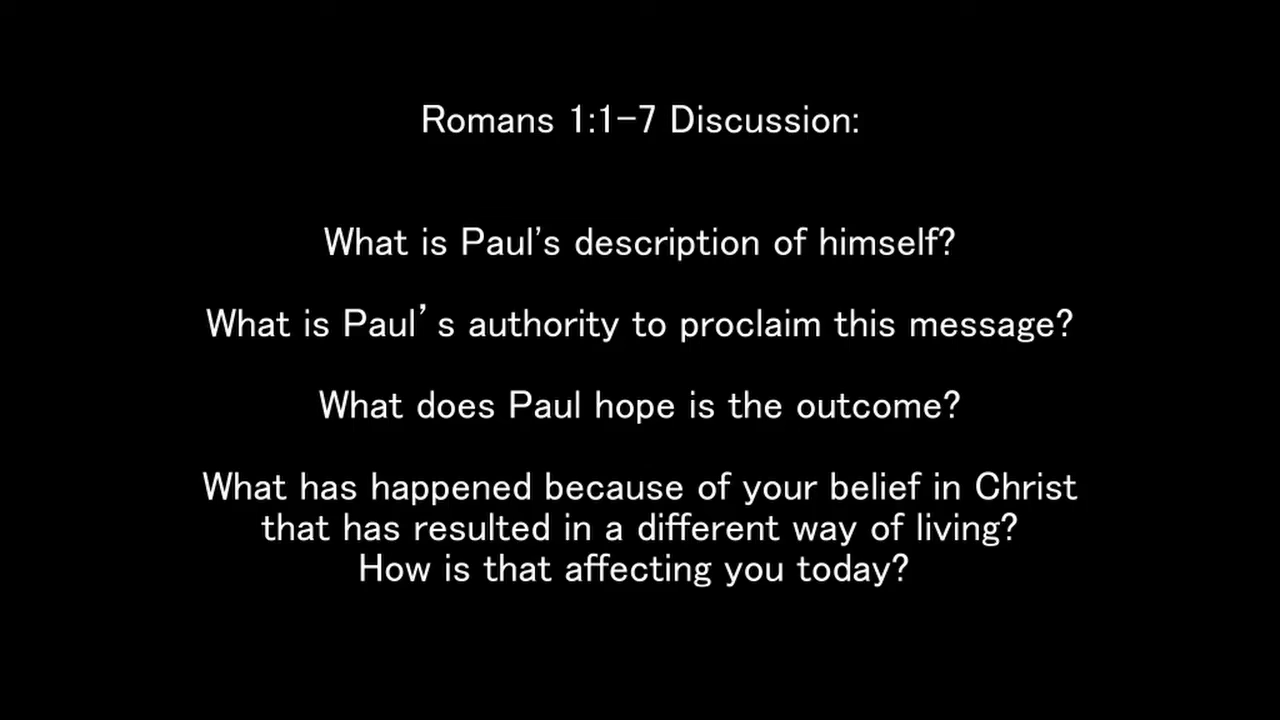 Romans 1:1-7 Discussion:
What is Paul's description of himself?
What is Paul’s authority to proclaim this message?
What does Paul hope is the outcome?
What has happened because of your belief in Christ
that has resulted in a different way of living?
How is that affecting you today?